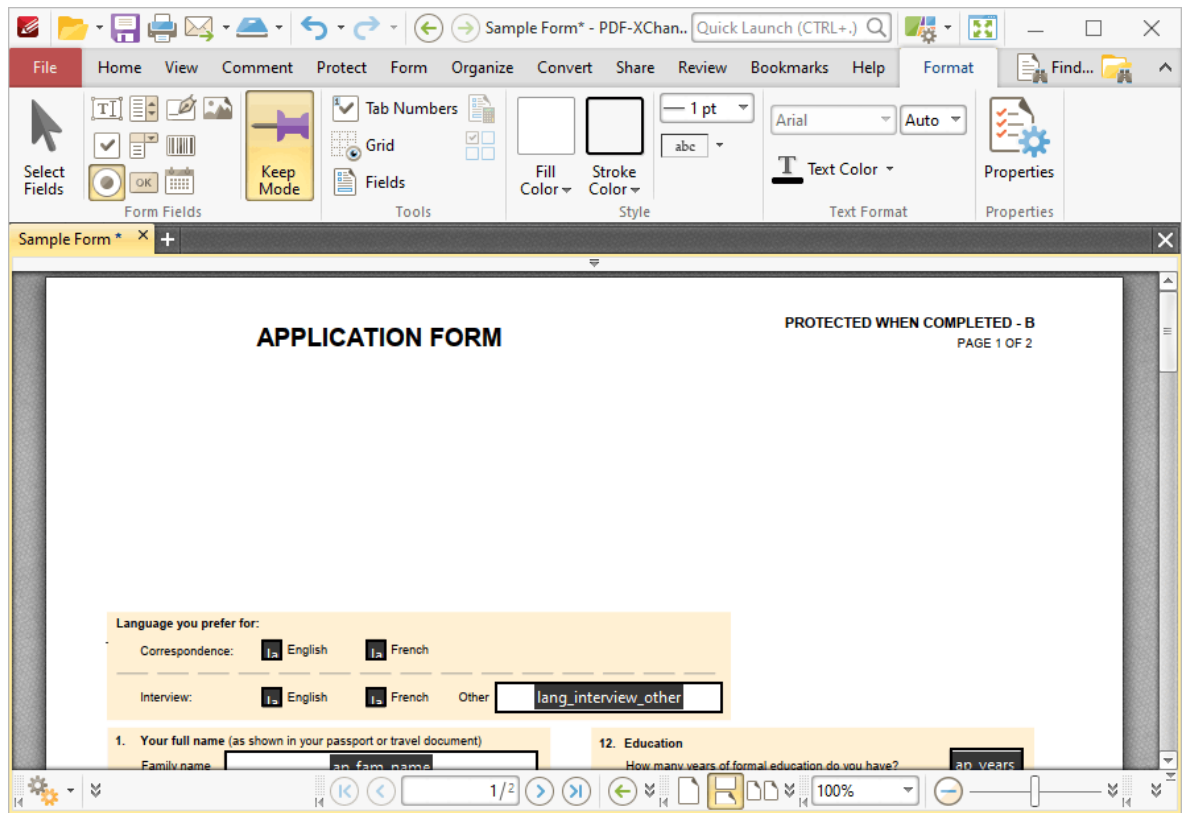 Sample Form* - PDF-XChan.. Quick Launch (CTRL+.)
File Home View Comment Protect Form Organize Convert Share Review Bookmarks Help Format Find...
Select Fields
OK
Keep Mode
Tab Numbers
Grid
Fields
Fill Color
Stroke Color
1 pt
abc
Arial Auto
T Text Color
Properties
Form Fields Tools Style Text Format Properties
Sample Form *
APPLICATION FORM
PROTECTED WHEN COMPLETED - B
PAGE 1 OF 2
Language you prefer for:
Correspondence: la English la French
Interview: la English la French Other lang_interview_other
1. Your full name (as shown in your passport or travel document)
Family name ap_fam_name
12. Education
How many years of formal education do you have? ap_years
1/2 100%